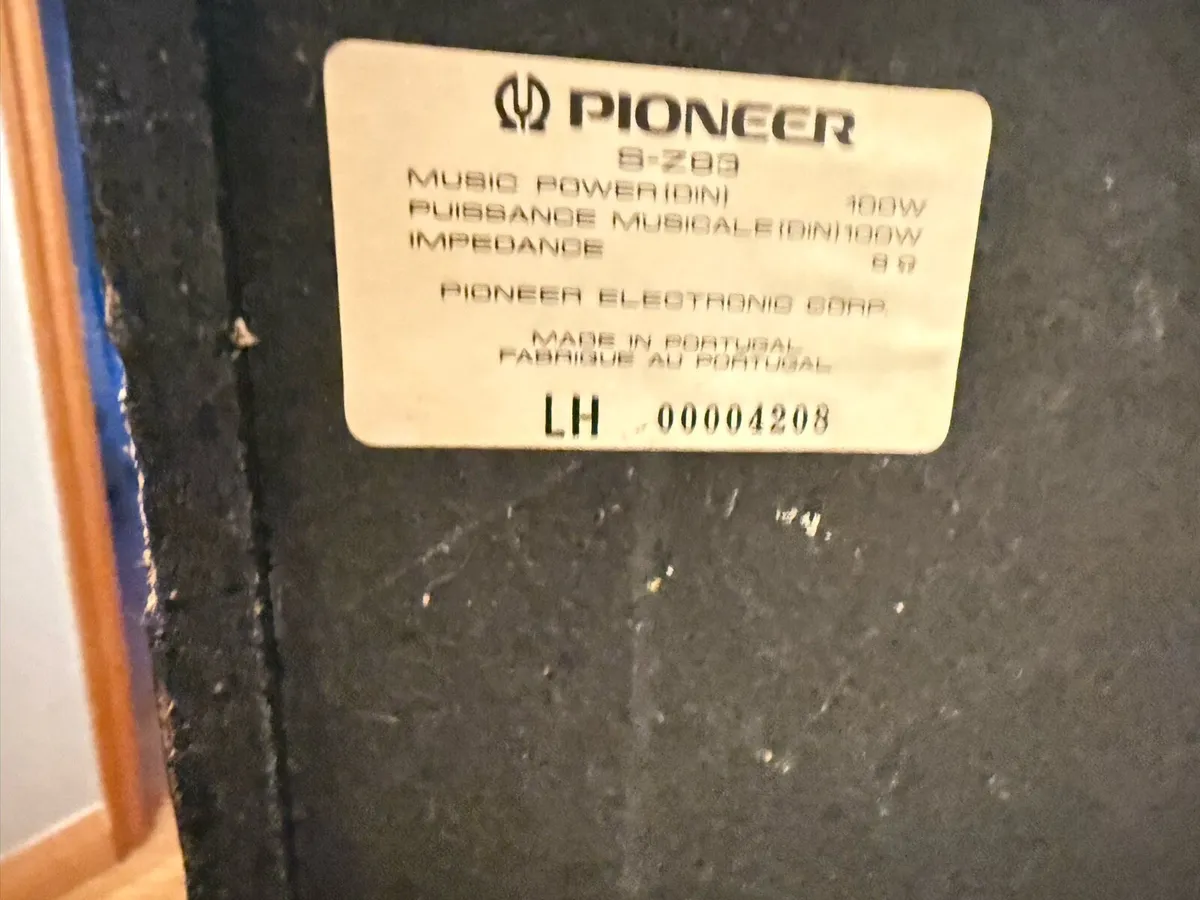 PIONEER
S-Z83
MUSIC POWER(DIN) 100W
PUISSANCE MUSICALE(DIN)100W
IMPEDANCE 8 Ω
PIONEER ELECTRONIC CORP.
MADE IN PORTUGAL
FABRIQUE AU PORTUGAL
LH 00004208